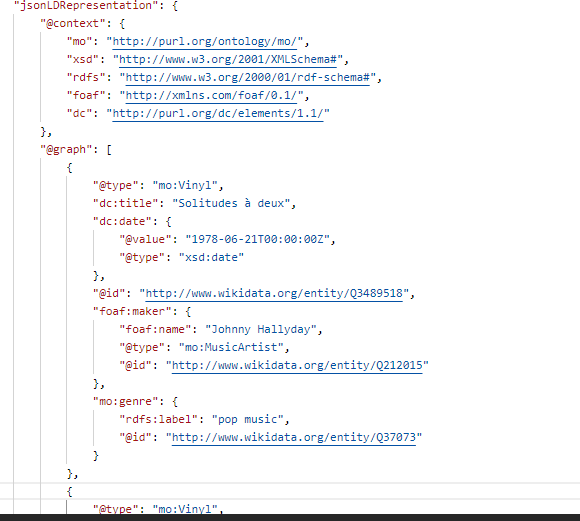 "jsonLDRepresentation": {
"@context": {
"mo": "http://purl.org/ontology/mo/",
"xsd": "http://www.w3.org/2001/XMLSchema#",
"rdfs": "http://www.w3.org/2000/01/rdf-schema#",
"foaf": "http://xmlns.com/foaf/0.1/",
"dc": "http://purl.org/dc/elements/1.1/"
},
"@graph": [
{
"@type": "mo:Vinyl",
"dc:title": "Solitudes à deux",
"dc:date": {
"@value": "1978-06-21T00:00:00Z",
"@type": "xsd:date"
},
"@id": "http://www.wikidata.org/entity/Q3489518",
"foaf:maker": {
"foaf:name": "Johnny Hallyday",
"@type": "mo:MusicArtist",
"@id": "http://www.wikidata.org/entity/Q212015"
},
"mo:genre": {
"rdfs:label": "pop music",
"@id": "http://www.wikidata.org/entity/Q37073"
}
},
{
"@type": "mo:Vinyl",